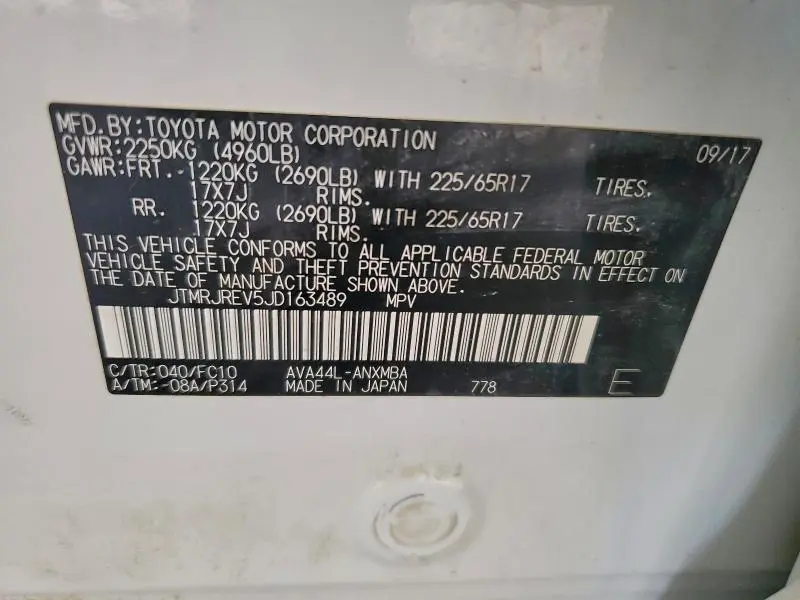 MFD. BY: TOYOTA MOTOR CORPORATION 09/17
GVWR: 2250KG (4960LB)
GAWR: FRT. 1220KG (2690LB) WITH 225/65R17 TIRES,
17X7J RIMS.
RR. 1220KG (2690LB) WITH 225/65R17 TIRES,
17X7J RIMS.
THIS VEHICLE CONFORMS TO ALL APPLICABLE FEDERAL MOTOR
VEHICLE SAFETY AND THEFT PREVENTION STANDARDS IN EFFECT ON
THE DATE OF MANUFACTURE SHOWN ABOVE.
JTMRJREV5JD163489 MPV
C/TR: 040/FC10 AVA44L-ANXMBA
A/TM: -08A/P314 MADE IN JAPAN 778 E